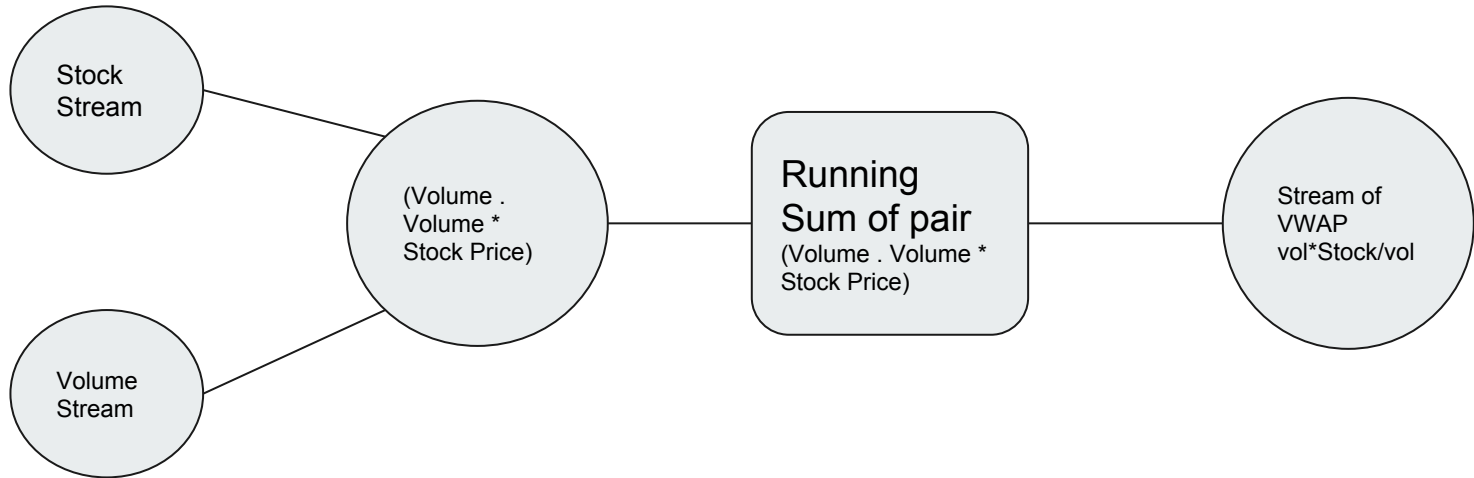 Stock
Stream
(Volume .
Volume *
Stock Price)
Running
Sum of pair
(Volume . Volume *
Stock Price)
Stream of
VWAP
vol*Stock/vol
Volume
Stream